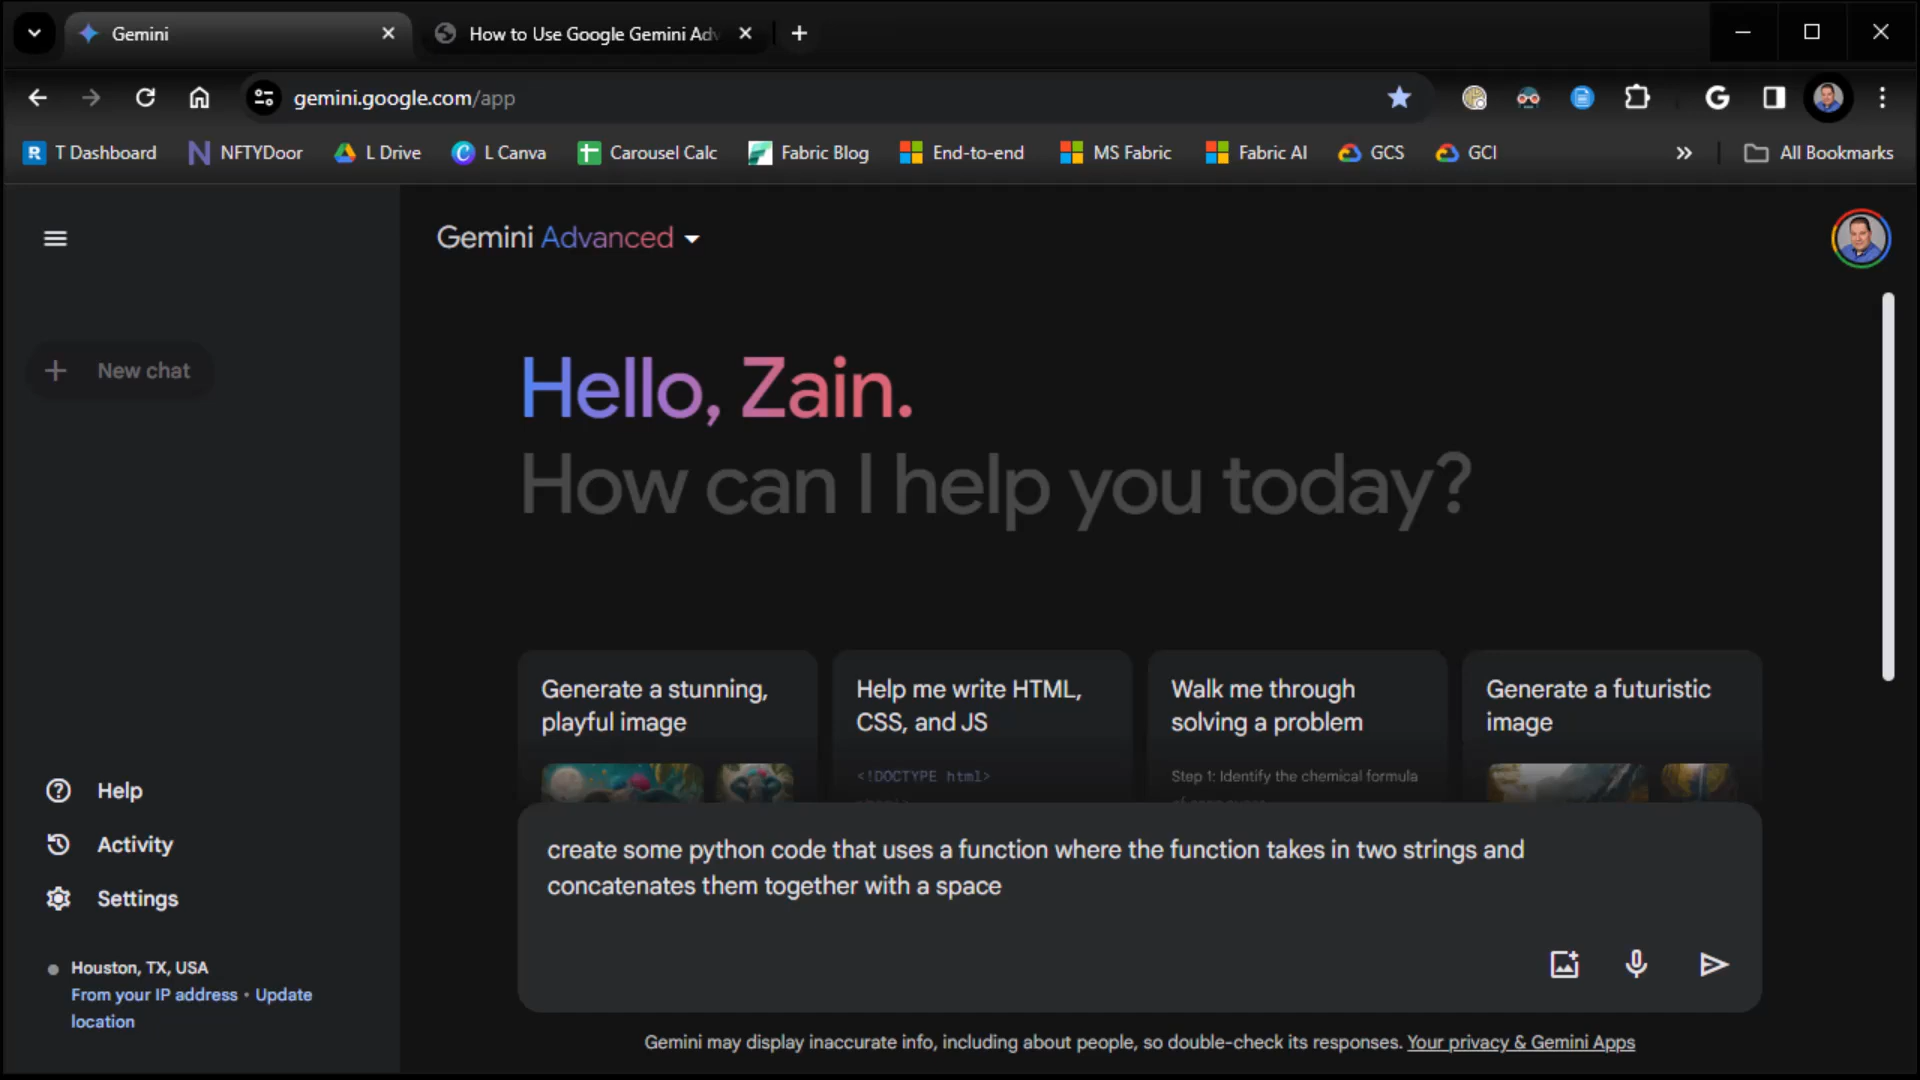 Gemini
How to Use Google Gemini Adv
gemini.google.com/app
T Dashboard
NFTYDoor
L Drive
L Canva
Carousel Calc
Fabric Blog
End-to-end
MS Fabric
Fabric AI
GCS
GCI
All Bookmarks
Gemini Advanced
New chat
Hello, Zain.
How can I help you today?
Generate a stunning,
playful image
Help me write HTML,
CSS, and JS
<!DOCTYPE html>
Walk me through
solving a problem
Step 1: Identify the chemical formula
Generate a futuristic
image
create some python code that uses a function where the function takes in two strings and
concatenates them together with a space
Help
Activity
Settings
Houston, TX, USA
From your IP address • Update
location
Gemini may display inaccurate info, including about people, so double-check its responses. Your privacy & Gemini Apps